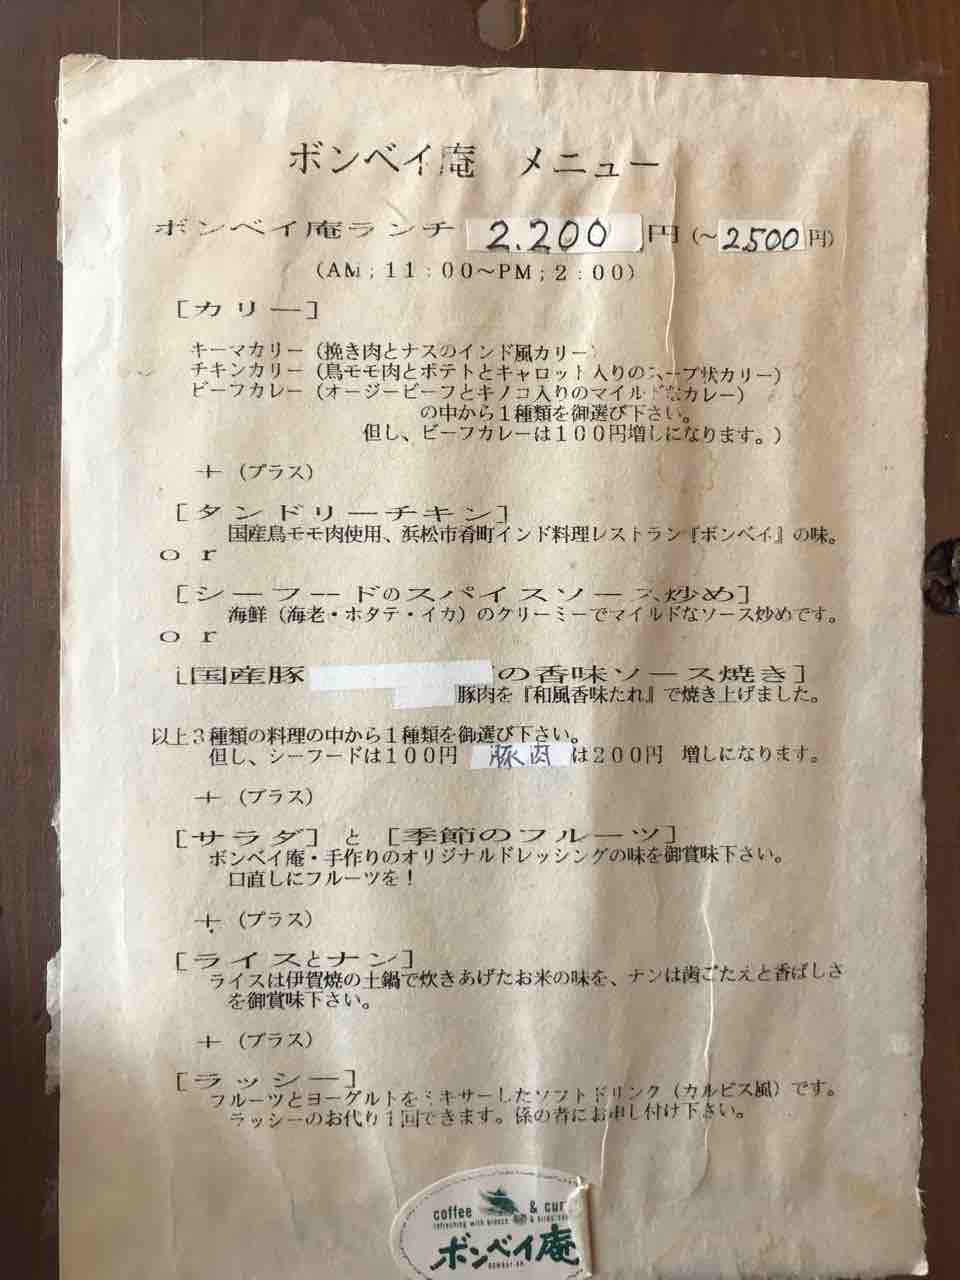 ボンベイ庵 メニュー
ボンベイ庵ランチ 2.200円(~2500円)
(AM;11:00~PM;2:00)
[カリー]
キーマカリー(挽き肉とナスのインド風カリー)
チキンカリー(鳥モモ肉とポテトとキャロット入りのスープ状カリー)
ビーフカレー(オージービーフとキノコ入りのマイルドなカレー)
の中から1種類を御選び下さい。
但し、ビーフカレーは100円増しになります。)
+(プラス)
[タンドリーチキン]
国産鳥モモ肉使用、浜松市肴町インド料理レストラン『ボンベイ』の味。
or
[シーフードのスパイスソース炒め]
海鮮(海老・ホタテ・イカ)のクリーミーでマイルドなソース炒めです。
or
[国産豚 の香味ソース焼き]
豚肉を『和風香味たれ』で焼き上げました。
以上3種類の料理の中から1種類を御選び下さい。
但し、シーフードは100円 豚肉は200円 増しになります。
+(プラス)
[サラダ]と[季節のフルーツ]
ボンベイ庵・手作りのオリジナルドレッシングの味を御賞味下さい。
口直しにフルーツを!
+(プラス)
[ライスとナン]
ライスは伊賀焼の土鍋で炊きあげたお米の味を、ナンは歯ごたえと香ばしさ
を御賞味下さい。
+(プラス)
[ラッシー]
フルーツとヨーグルトをミキサーしたソフトドリンク(カルピス風)です。
ラッシーのお代り1回できます。係の者にお申し付け下さい。
coffee & cur
refreshing with breeze &
ボンベイ庵
BOMBAY-AN